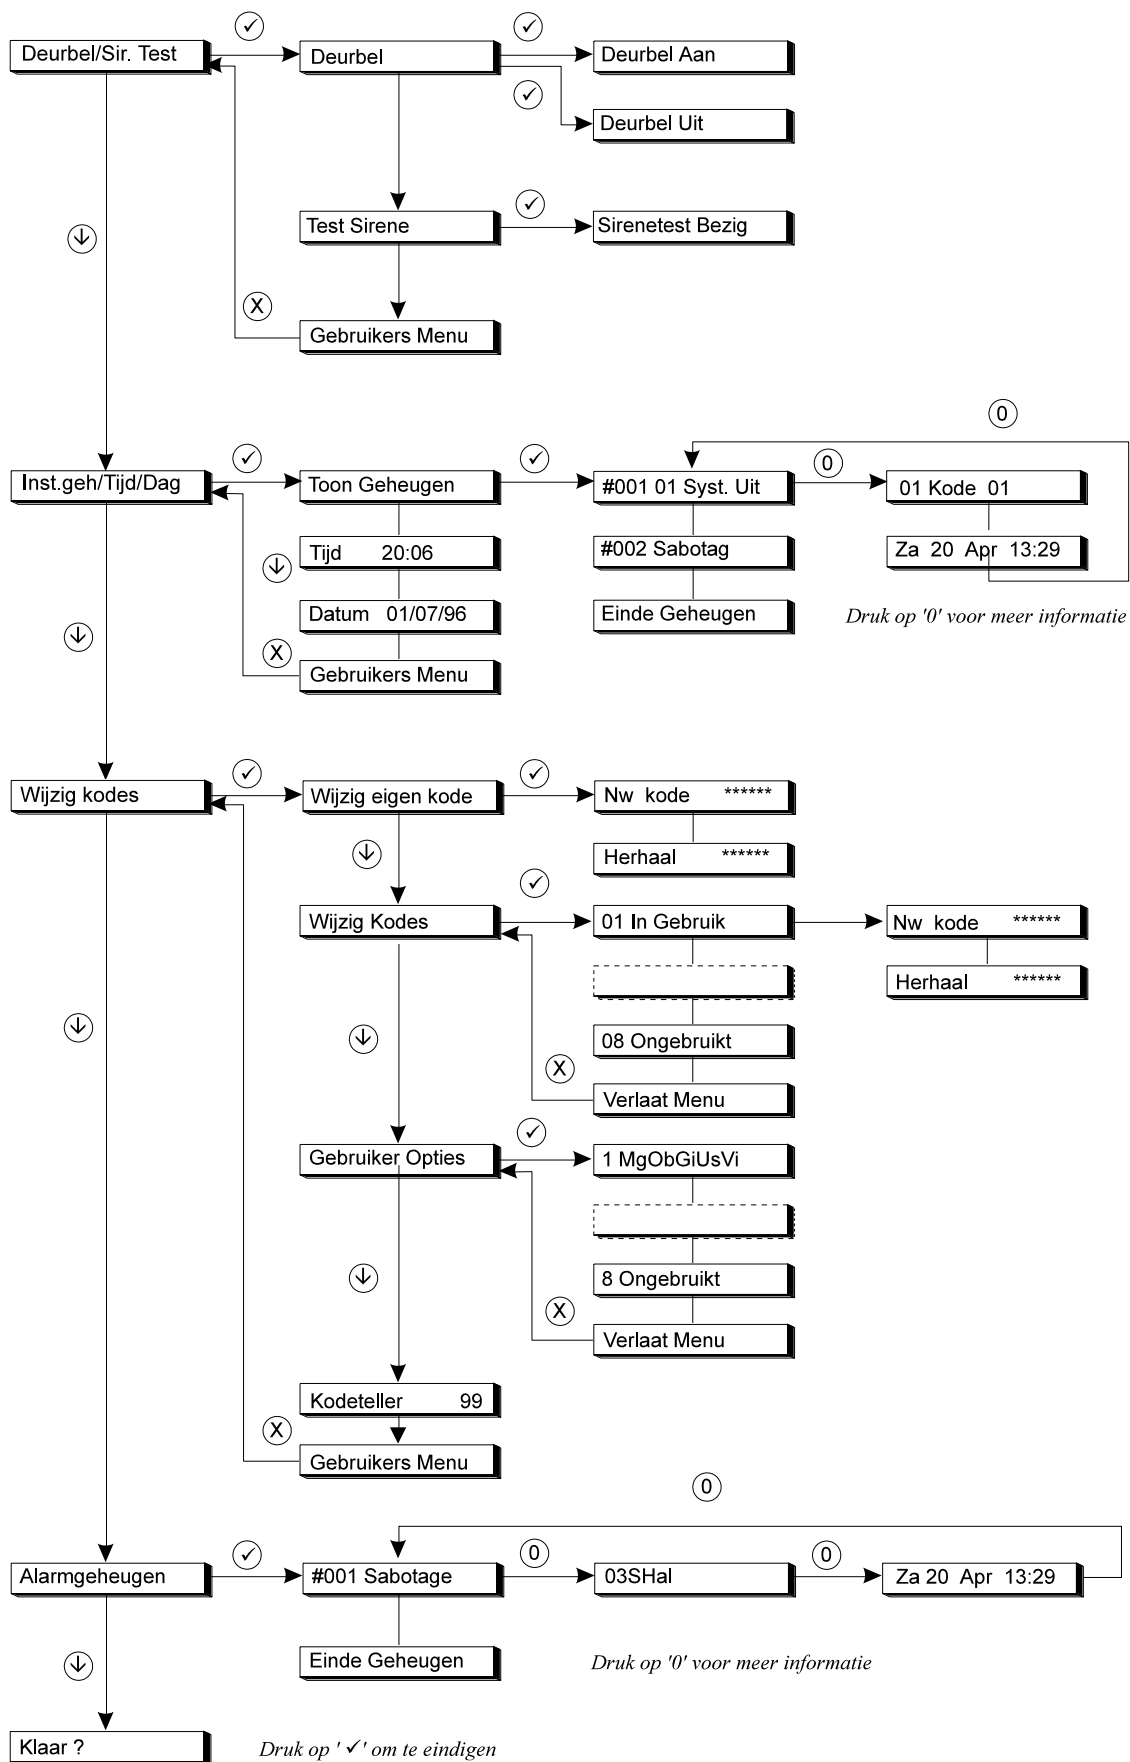 Deurbel/Sir. Test
Deurbel
Deurbel Aan
Deurbel Uit
Test Sirene
Sirenetest Bezig
X
Gebruikers Menu
0
Inst.geh/Tijd/Dag
Toon Geheugen
#001 01 Syst. Uit
0
01 Kode 01
Tijd 20:06
#002 Sabotag
Za 20 Apr 13:29
Datum 01/07/96
Einde Geheugen
Druk op '0' voor meer informatie
X
Gebruikers Menu
Wijzig kodes
Wijzig eigen kode
Nw kode ******
Herhaal ******
Wijzig Kodes
01 In Gebruik
Nw kode ******
Herhaal ******
08 Ongebruikt
X
Verlaat Menu
Gebruiker Opties
1 MgObGiUsVi
8 Ongebruikt
X
Verlaat Menu
Kodeteller 99
X
Gebruikers Menu
0
Alarmgeheugen
#001 Sabotage
0
03SHal
0
Za 20 Apr 13:29
Einde Geheugen
Druk op '0' voor meer informatie
Klaar ?
Druk op ' ✓' om te eindigen